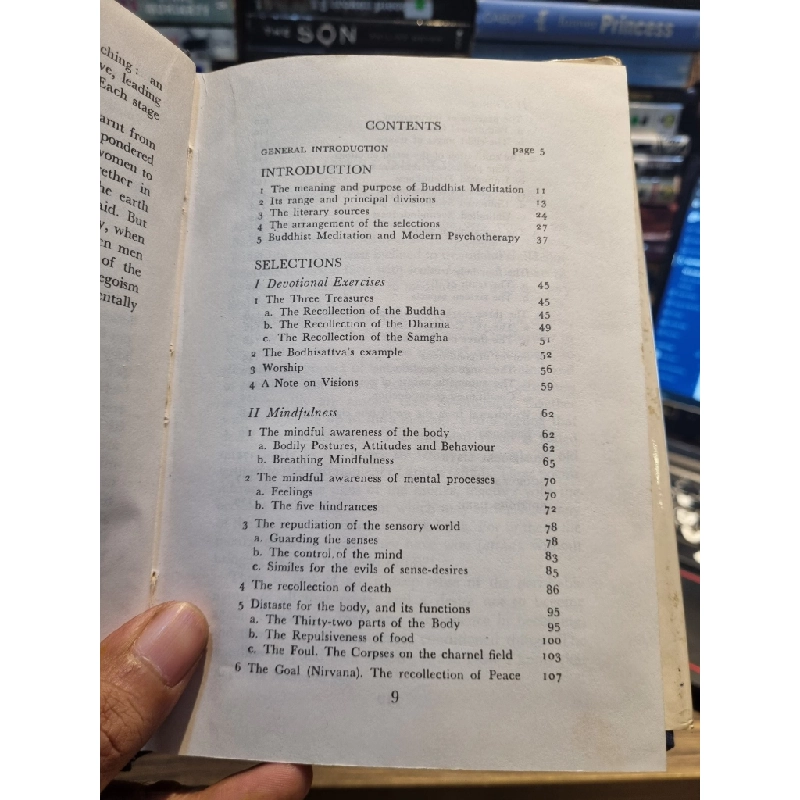 THE SON
CABOT
Princess
ching: an
ve, leading
Each stage
arnt from
pondered
women to
gether in
he earth
id. But
y, when
en men
of the
egoism
entally
CONTENTS
GENERAL INTRODUCTION page 5
INTRODUCTION
1 The meaning and purpose of Buddhist Meditation 11
2 Its range and principal divisions 13
3 The literary sources 24
4 The arrangement of the selections 27
5 Buddhist Meditation and Modern Psychotherapy 37
SELECTIONS
I Devotional Exercises 45
1 The Three Treasures 45
a. The Recollection of the Buddha 45
b. The Recollection of the Dharma 49
c. The Recollection of the Samgha 51
2 The Bodhisattva's example 52
3 Worship 56
4 A Note on Visions 59
II Mindfulness 62
1 The mindful awareness of the body 62
a. Bodily Postures, Attitudes and Behaviour 62
b. Breathing Mindfulness 65
2 The mindful awareness of mental processes 70
a. Feelings 70
b. The five hindrances 72
3 The repudiation of the sensory world 78
a. Guarding the senses 78
b. The control of the mind 83
c. Similes for the evils of sense-desires 85
4 The recollection of death 86
5 Distaste for the body, and its functions 95
a. The Thirty-two parts of the Body 95
b. The Repulsiveness of food 100
c. The Foul. The Corpses on the charnel field 103
6 The Goal (Nirvana). The recollection of Peace 107
9